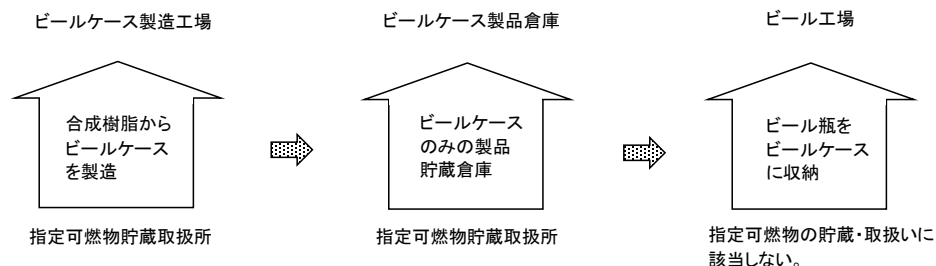 ビールケース製造工場
ビールケース製品倉庫
ビール工場
合成樹脂から
ビールケース
を製造
ビールケース
のみの製品
貯蔵倉庫
ビール瓶を
ビールケース
に収納
指定可燃物貯蔵取扱所
指定可燃物貯蔵取扱所
指定可燃物の貯蔵・取扱いに
該当しない。